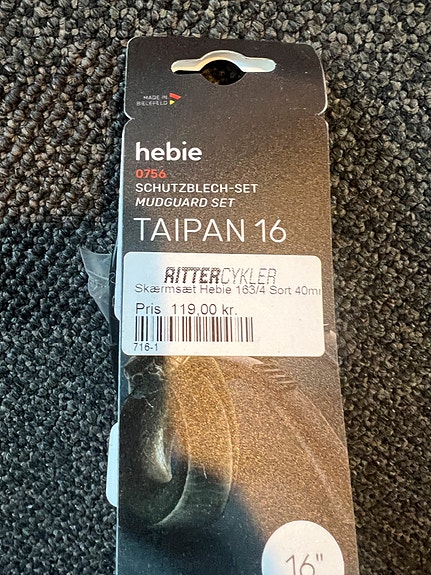 MADE IN
BIELEFELD
hebie
0756
SCHUTZBLECH-SET
MUDGUARD SET
TAIPAN 16
RITTERCYKLER
Skærmsæt Hebie 163/4 Sort 40mm
Pris 119,00 kr.
716-1
16"